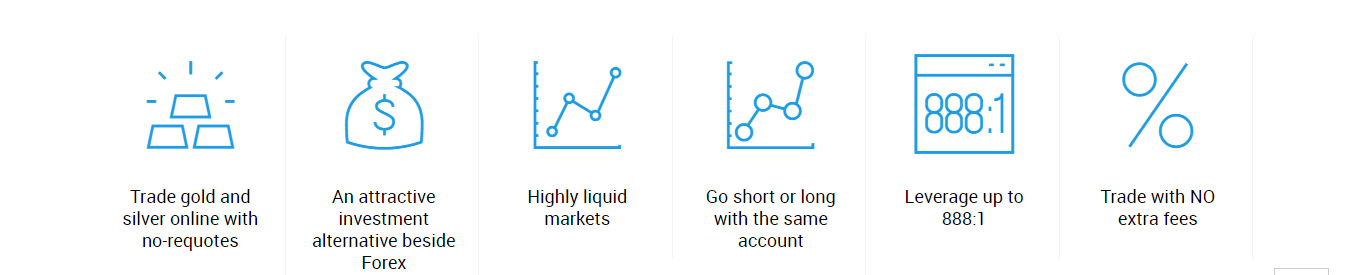 $
888:1
%
Trade gold and
silver online with
no-requotes
An attractive
investment
alternative beside
Forex
Highly liquid
markets
Go short or long
with the same
account
Leverage up to
888:1
Trade with NO
extra fees